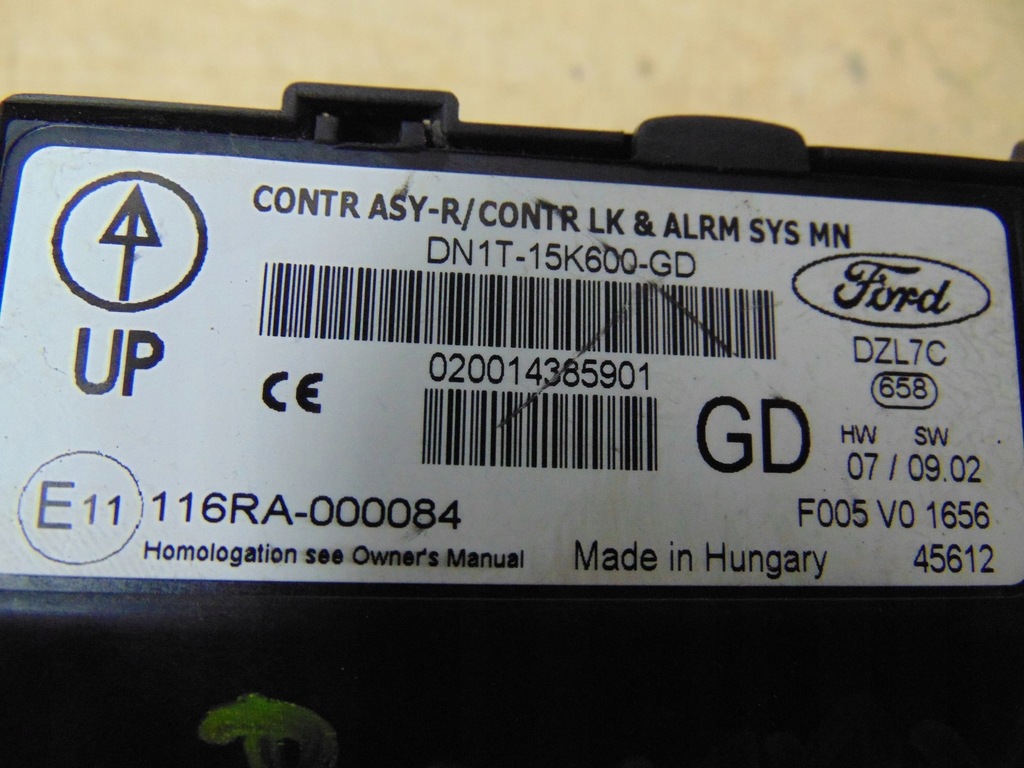 CONTR ASY-R/CONTR LK & ALRM SYS MN
DN1T-15K600-GD
Ford
UP
020014385901
DZL7C
658
CE
GD
HW SW
07 / 09.02
E11
116RA-000084
F005 V0 1656
Homologation see Owner's Manual
Made in Hungary
45612